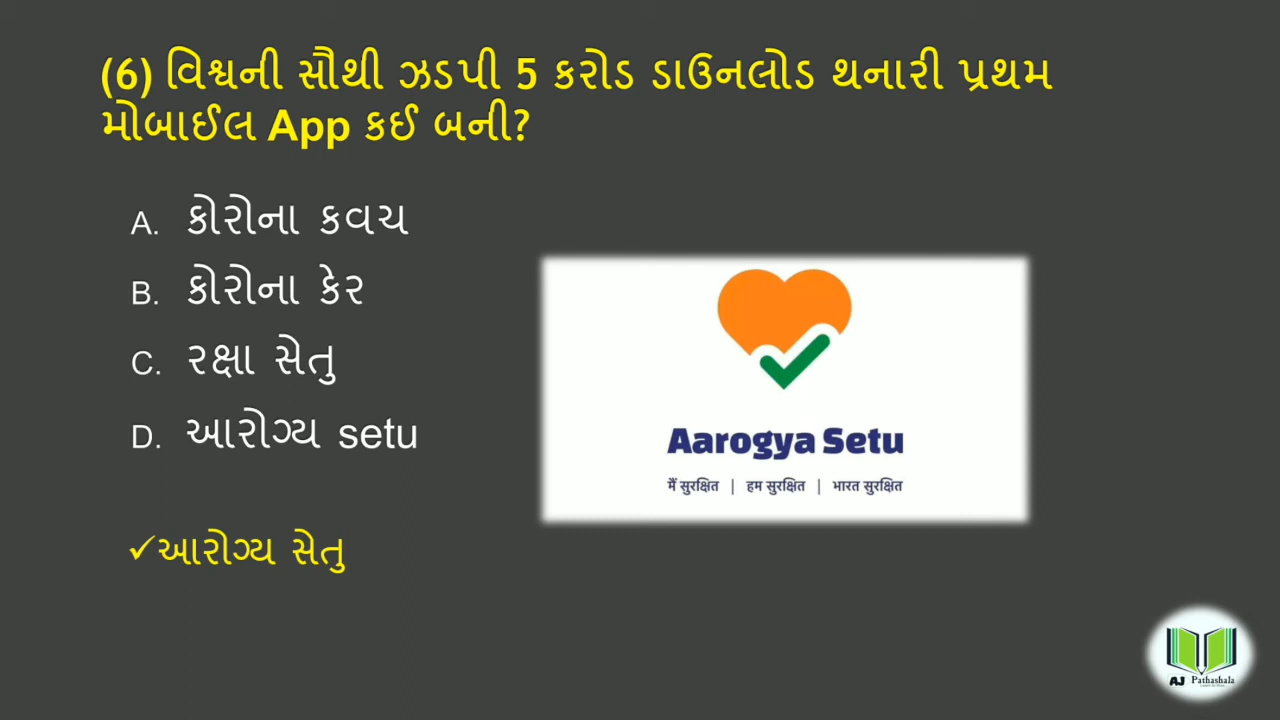 (6) વિશ્વની સૌથી ઝડપી 5 કરોડ ડાઉનલોડ થનારી પ્રથમ
મોબાઈલ App કઈ બની?
A. કોરોના કવચ
B. કોરોના કેર
C. રક્ષા સેતુ
D. આરોગ્ય setu
Aarogya Setu
मैं सुरक्षित | हम सुरक्षित | भारत सुरक्षित
✓આરોગ્ય સેતુ
AJ Pathashala